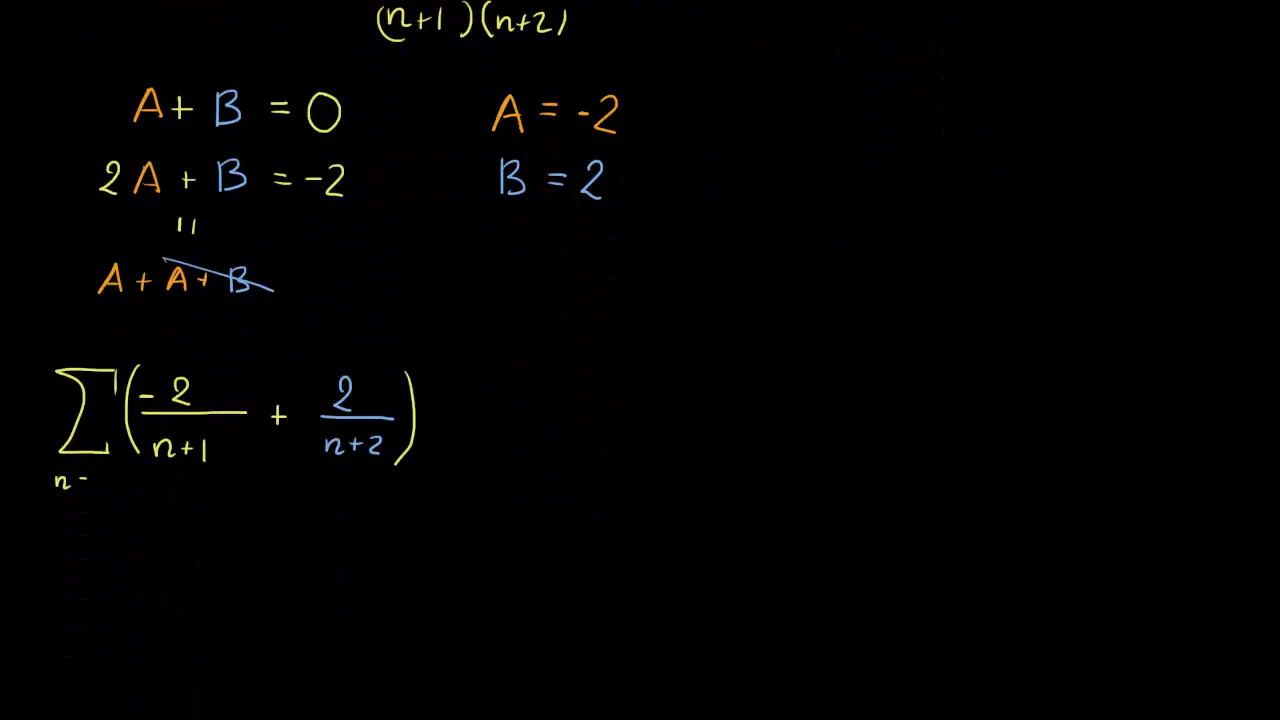 (n+1)(n+2)
A + B = 0
A = -2
2A + B = -2
B = 2
||
A + A + B
∑ ( -2/(n+1) + 2/(n+2) )
n -